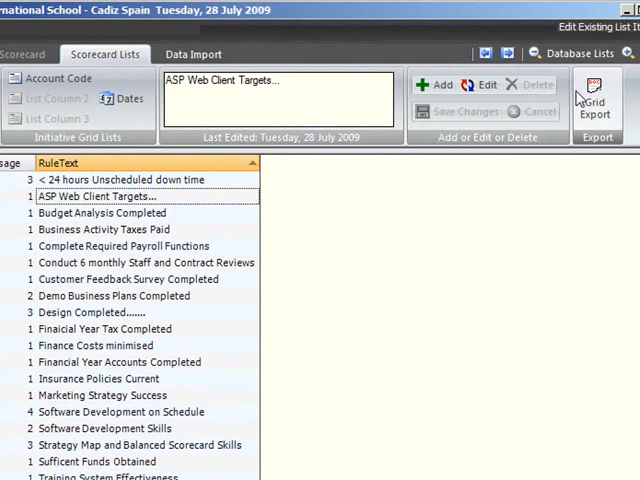 rnational School - Cadiz Spain  Tuesday, 28 July 2009
Edit Existing List It
Scorecard
Scorecard Lists
Data Import
Database Lists
Account Code
List Column 2
Dates
List Column 3
Initiative Grid Lists
ASP Web Client Targets...
Last Edited: Tuesday, 28 July 2009
Add
Edit
Delete
Save Changes
Cancel
Add or Edit or Delete
Grid
Export
Export
sage RuleText
3 < 24 hours Unscheduled down time
1 ASP Web Client Targets...
1 Budget Analysis Completed
1 Business Activity Taxes Paid
1 Complete Required Payroll Functions
1 Conduct 6 monthly Staff and Contract Reviews
1 Customer Feedback Survey Completed
2 Demo Business Plans Completed
3 Design Completed.......
1 Finaicial Year Tax Completed
1 Finance Costs minimised
1 Financial Year Accounts Completed
1 Insurance Policies Current
1 Marketing Strategy Success
4 Software Development on Schedule
2 Software Development Skills
3 Strategy Map and Balanced Scorecard Skills
1 Sufficent Funds Obtained
1 Training System Effectiveness